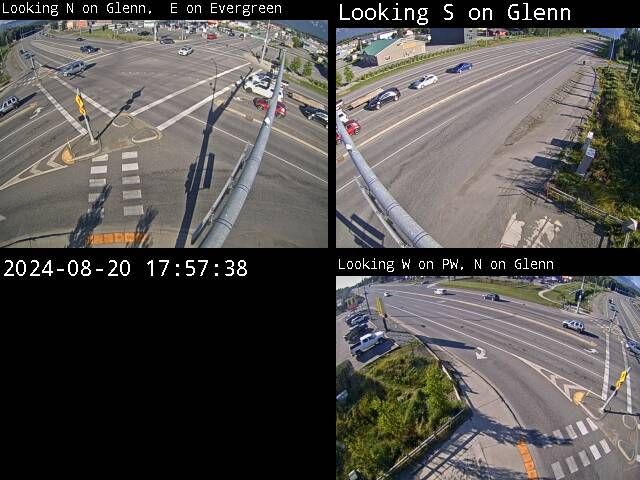 Looking N on Glenn,  E on Evergreen
Looking S on Glenn
2024-08-20 17:57:38
Looking W on PW, N on Glenn